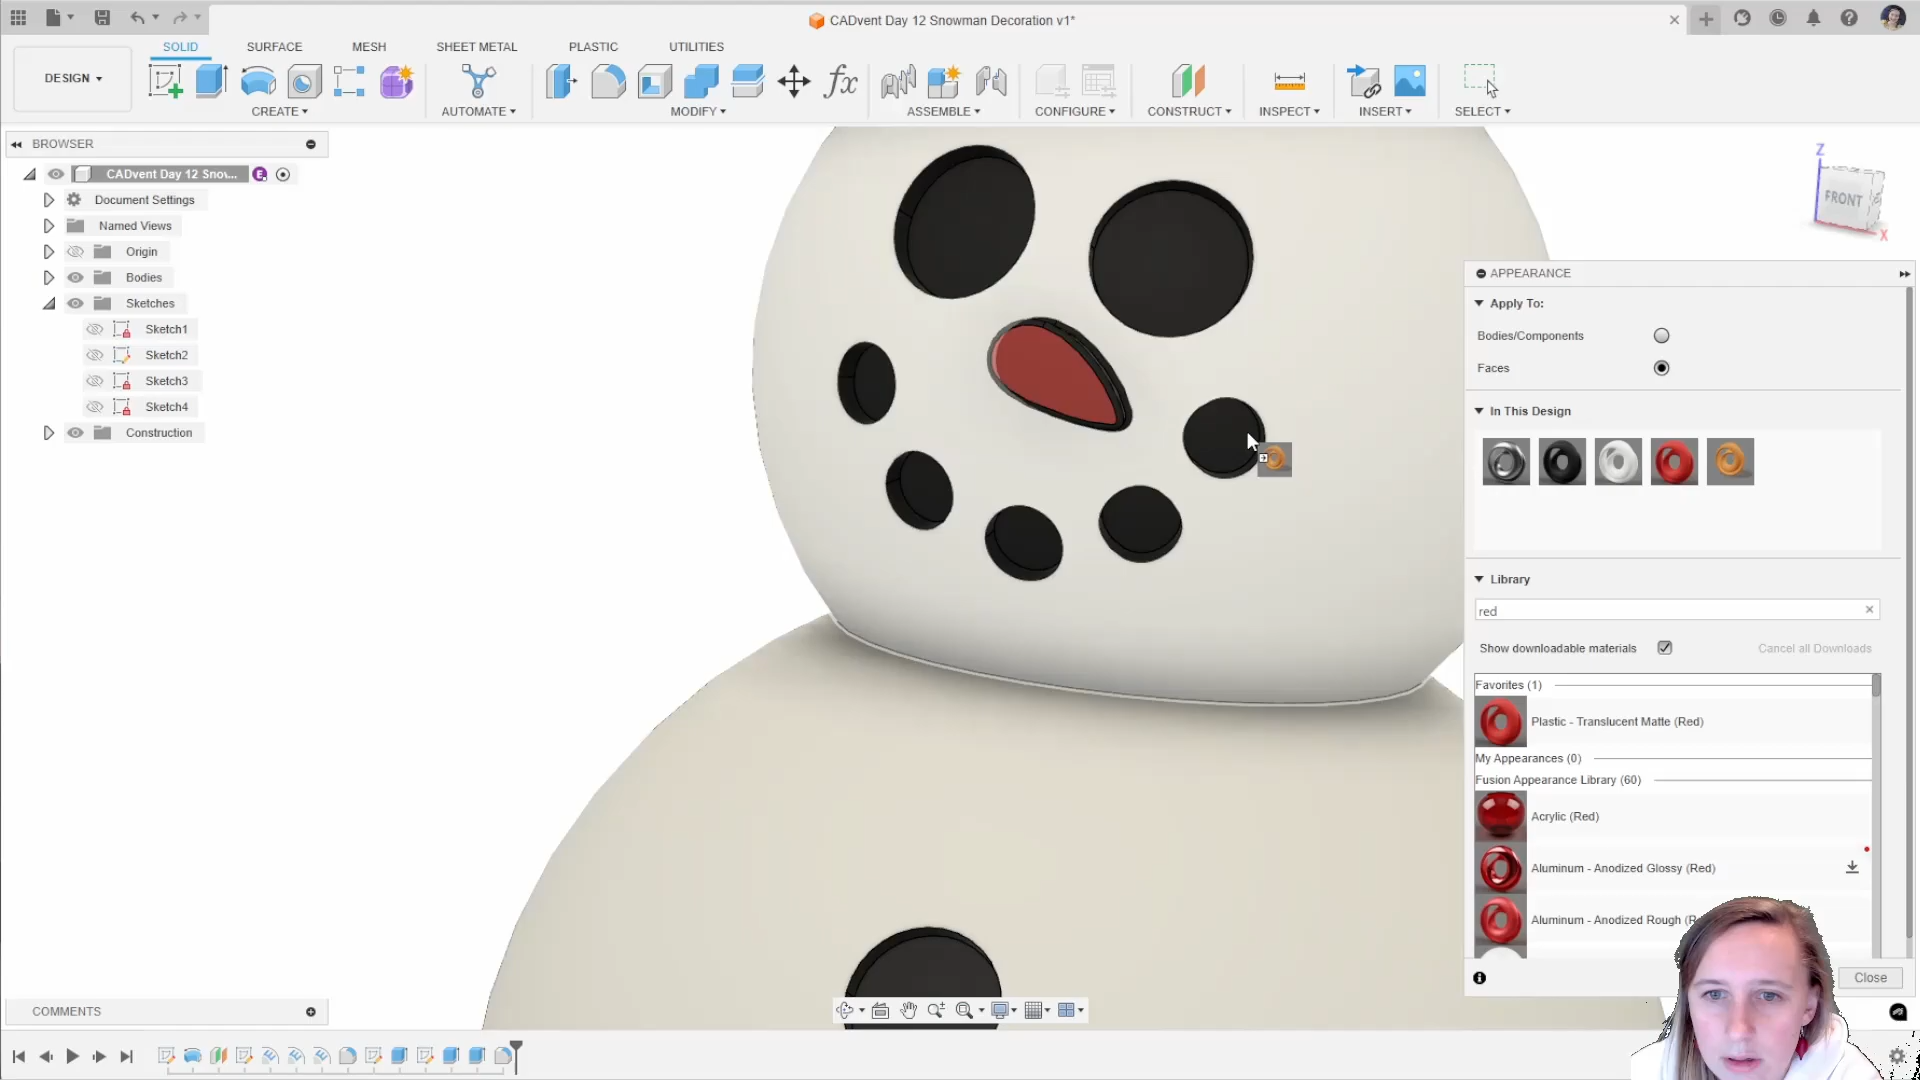 CADvent Day 12 Snowman Decoration v1*
DESIGN
SOLID
SURFACE
MESH
SHEET METAL
PLASTIC
UTILITIES
CREATE
AUTOMATE
MODIFY
ASSEMBLE
CONFIGURE
CONSTRUCT
INSPECT
INSERT
SELECT
fx
BROWSER
CADvent Day 12 Snow...
E
Document Settings
Named Views
Origin
Bodies
Sketches
Sketch1
Sketch2
Sketch3
Sketch4
Construction
Z
FRONT
X
APPEARANCE
Apply To:
Bodies/Components
Faces
In This Design
Library
red
Show downloadable materials
Cancel all Downloads
Favorites (1)
Plastic - Translucent Matte (Red)
My Appearances (0)
Fusion Appearance Library (60)
Acrylic (Red)
Aluminum - Anodized Glossy (Red)
Aluminum - Anodized Rough (R
Close
COMMENTS